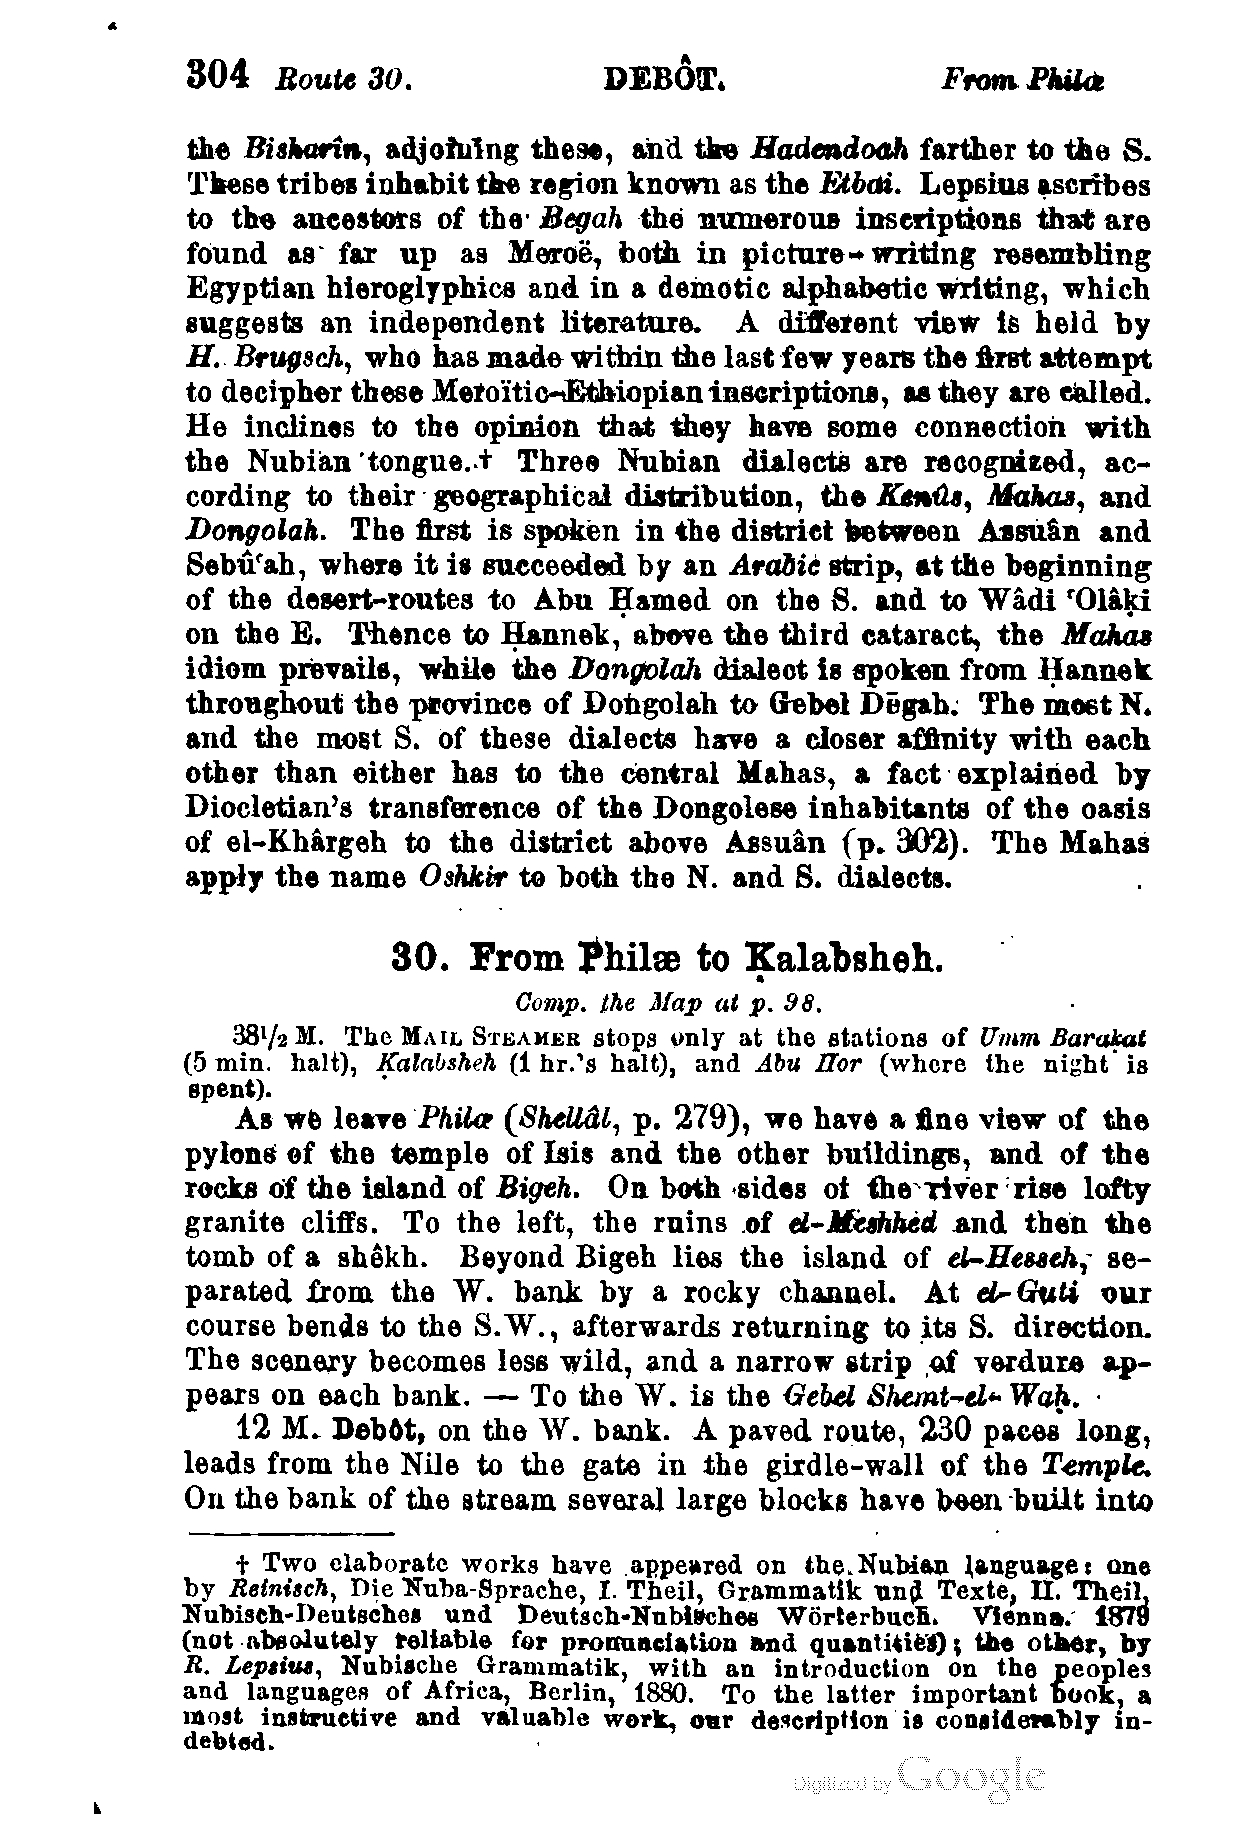 304 Route 30. DEBÔT. From Philæ
the Bisharîn, adjoining these, and the Hadendoah farther to the S.
These tribes inhabit the region known as the Etbai. Lepsius ascribes
to the ancestors of the Begah the numerous inscriptions that are
found as far up as Meroë, both in picture-writing resembling
Egyptian hieroglyphics and in a demotic alphabetic writing, which
suggests an independent literature. A different view is held by
H. Brugsch, who has made within the last few years the first attempt
to decipher these Meroïtic-Ethiopian inscriptions, as they are called.
He inclines to the opinion that they have some connection with
the Nubian tongue.† Three Nubian dialects are recognized, ac-
cording to their geographical distribution, the Kenûs, Mahas, and
Dongolah. The first is spoken in the district between Assuân and
Sebû‘ah, where it is succeeded by an Arabic strip, at the beginning
of the desert-routes to Abu Ḥamed on the S. and to Wâdi ‘Olâḳi
on the E. Thence to Ḥannek, above the third cataract, the Mahas
idiom prevails, while the Dongolah dialect is spoken from Ḥannek
throughout the province of Dongolah to Gebel Dēgah. The most N.
and the most S. of these dialects have a closer affinity with each
other than either has to the central Mahas, a fact explained by
Diocletian's transference of the Dongolese inhabitants of the oasis
of el-Khârgeh to the district above Assuân (p. 302). The Mahas
apply the name Oshkir to both the N. and S. dialects.
30. From Philæ to Ḳalabsheh.
Comp. the Map at p. 98.
38½ M. The MAIL STEAMER stops only at the stations of Umm Barakat
(5 min. halt), Ḳalabsheh (1 hr.'s halt), and Abu Hor (where the night is
spent).
As we leave Philæ (Shellâl, p. 279), we have a fine view of the
pylons of the temple of Isis and the other buildings, and of the
rocks of the island of Bigeh. On both sides of the river rise lofty
granite cliffs. To the left, the ruins of el-Meshhed and then the
tomb of a shêkh. Beyond Bigeh lies the island of el-Hesseh, se-
parated from the W. bank by a rocky channel. At el-Guti our
course bends to the S.W., afterwards returning to its S. direction.
The scenery becomes less wild, and a narrow strip of verdure ap-
pears on each bank. — To the W. is the Gebel Shemt-el-Waḥ.
12 M. Debôt, on the W. bank. A paved route, 230 paces long,
leads from the Nile to the gate in the girdle-wall of the Temple.
On the bank of the stream several large blocks have been built into
† Two elaborate works have appeared on the Nubian language: one
by Reinisch, Die Nuba-Sprache, I. Theil, Grammatik und Texte, II. Theil,
Nubisch-Deutsches und Deutsch-Nubisches Wörterbuch. Vienna. 1879
(not absolutely reliable for pronunciation and quantities); the other, by
R. Lepsius, Nubische Grammatik, with an introduction on the peoples
and languages of Africa, Berlin, 1880. To the latter important book, a
most instructive and valuable work, our description is considerably in-
debted.
Digitized by Google